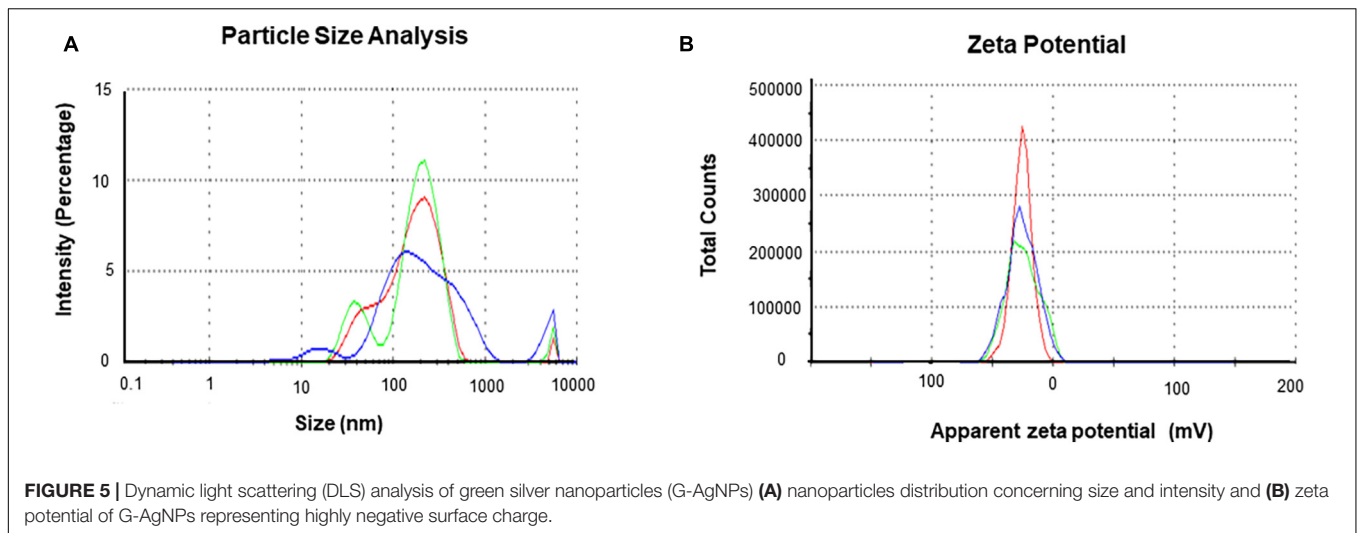 A
Particle Size Analysis
15
10
5
0
Intensity (Percentage)
0.1 1 10 100 1000 10000
Size (nm)
B
Zeta Potential
500000
400000
300000
200000
100000
0
Total Counts
100 0 100 200
Apparent zeta potential (mV)
FIGURE 5 | Dynamic light scattering (DLS) analysis of green silver nanoparticles (G-AgNPs) (A) nanoparticles distribution concerning size and intensity and (B) zeta
potential of G-AgNPs representing highly negative surface charge.